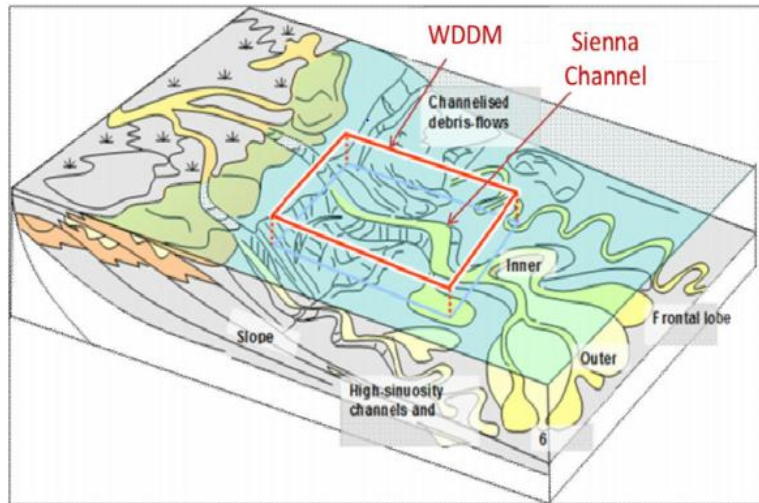 WDDM
Sienna
Channel
Channelised
debris-flows
Inner
Frontal lobe
Slope
Outer
High-sinuosity
channels and
6